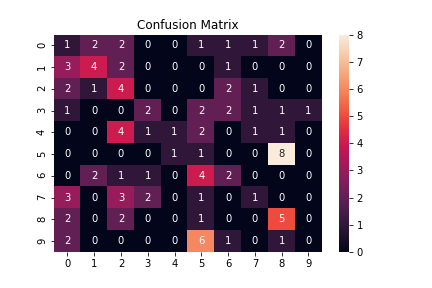 Confusion Matrix
0 1 2 2 0 0 1 1 1 2 0
1 3 4 2 0 0 0 1 0 0 0
2 2 1 4 0 0 0 2 1 0 0
3 1 0 0 2 0 2 2 1 1 1
4 0 0 4 1 1 2 0 1 1 0
5 0 0 0 0 1 1 0 0 8 0
6 0 2 1 1 0 4 2 0 0 0
7 3 0 3 2 0 1 0 1 0 0
8 2 0 2 0 0 1 0 0 5 0
9 2 0 0 0 0 6 1 0 1 0
0 1 2 3 4 5 6 7 8 9
8
7
6
5
4
3
2
1
0